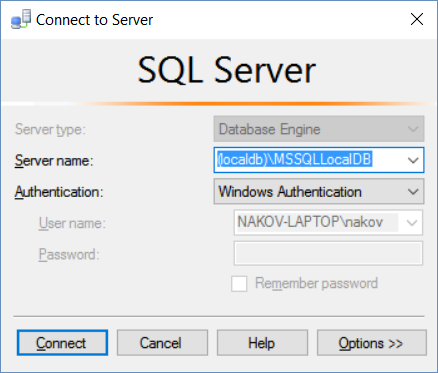 Connect to Server
SQL Server
Server type: Database Engine
Server name: (localdb)\MSSQLLocalDB
Authentication: Windows Authentication
User name: NAKOV-LAPTOP\nakov
Password:
Remember password
Connect Cancel Help Options >>